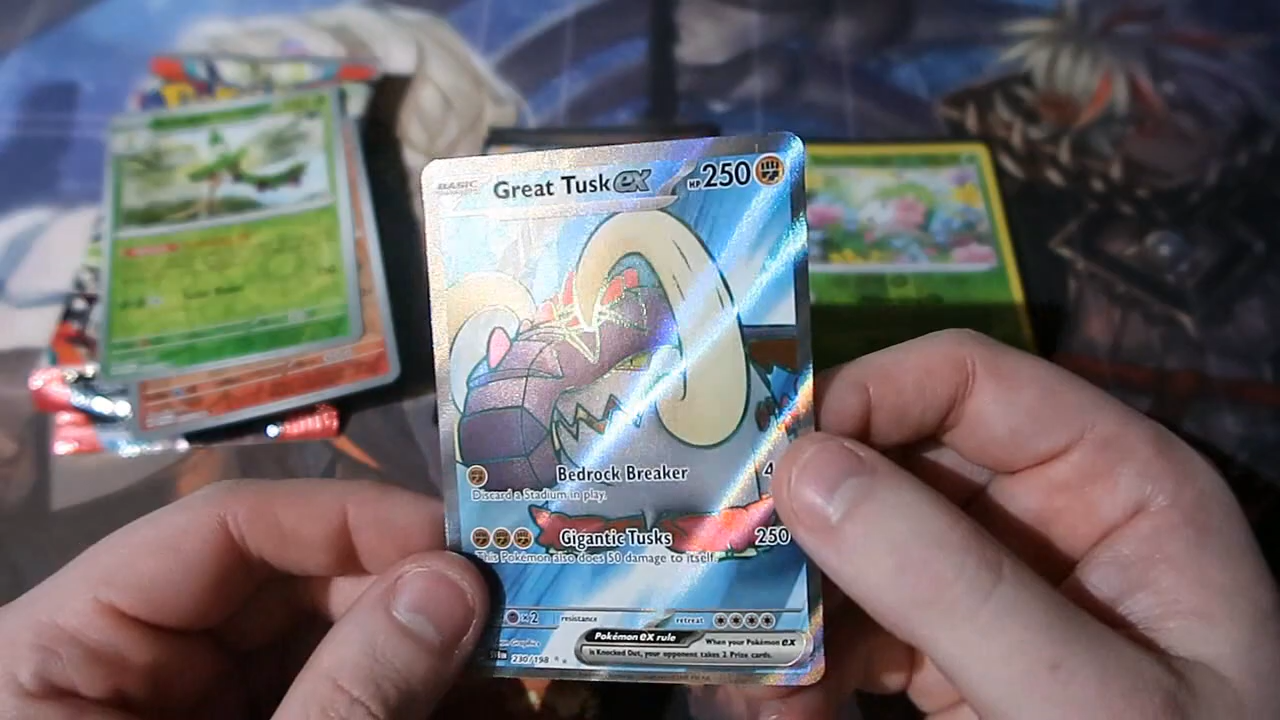 BASIC Great Tusk ex HP 250
Bedrock Breaker 4
Discard a Stadium in play.
Gigantic Tusks 250
This Pokémon also does 50 damage to itself.
×2 resistance retreat
Pokémon ex rule When your Pokémon ex
is Knocked Out, your opponent takes 2 Prize cards.
230/198